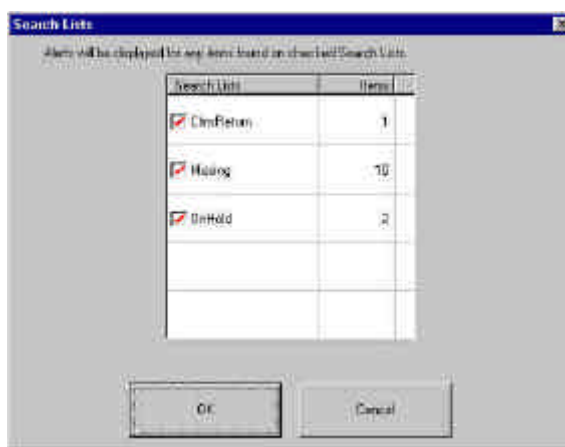 Search Lists
Alerts will be displayed for any items found on checked Search Lists
Search Lists Items
ClmsReturn 1
Missing 10
OnHold 2
OK Cancel